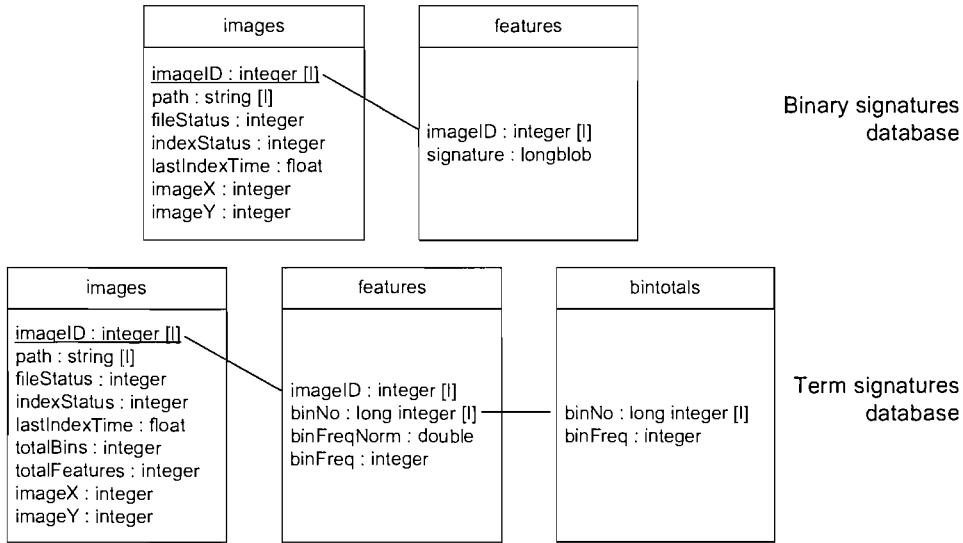 images
imageID : integer [I]
path : string [I]
fileStatus : integer
indexStatus : integer
lastIndexTime : float
imageX : integer
imageY : integer
features
imageID : integer [I]
signature : longblob
Binary signatures
database
images
imageID : integer [I]
path : string [I]
fileStatus : integer
indexStatus : integer
lastIndexTime : float
totalBins : integer
totalFeatures : integer
imageX : integer
imageY : integer
features
imageID : integer [I]
binNo : long integer [I]
binFreqNorm : double
binFreq : integer
bintotals
binNo : long integer [I]
binFreq : integer
Term signatures
database